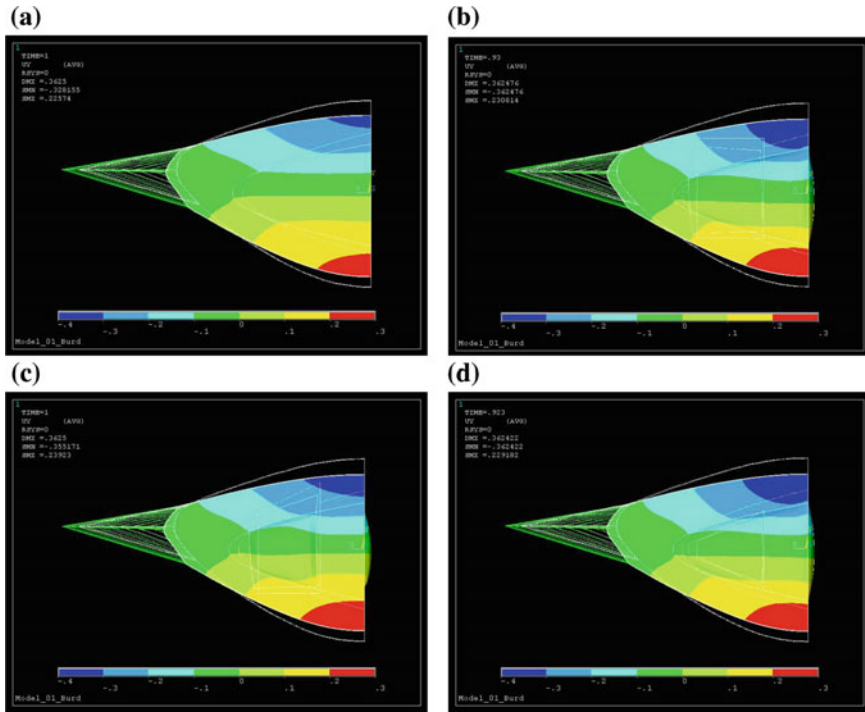 (a)
1
TIME=1
UY (AVG)
RSYS=0
DMX =.3625
SMN =-.328155
SMX =.22574
-.4 -.3 -.2 -.1 0 .1 .2 .3
Model_01_Burd
(b)
1
TIME=.93
UY (AVG)
RSYS=0
DMX =.362476
SMN =-.362476
SMX =.230814
-.4 -.3 -.2 -.1 0 .1 .2 .3
Model_01_Burd
(c)
1
TIME=1
UY (AVG)
RSYS=0
DMX =.3625
SMN =-.355171
SMX =.23923
-.4 -.3 -.2 -.1 0 .1 .2 .3
Model_01_Burd
(d)
1
TIME=.923
UY (AVG)
RSYS=0
DMX =.362422
SMN =-.362422
SMX =.229182
-.4 -.3 -.2 -.1 0 .1 .2 .3
Model_01_Burd